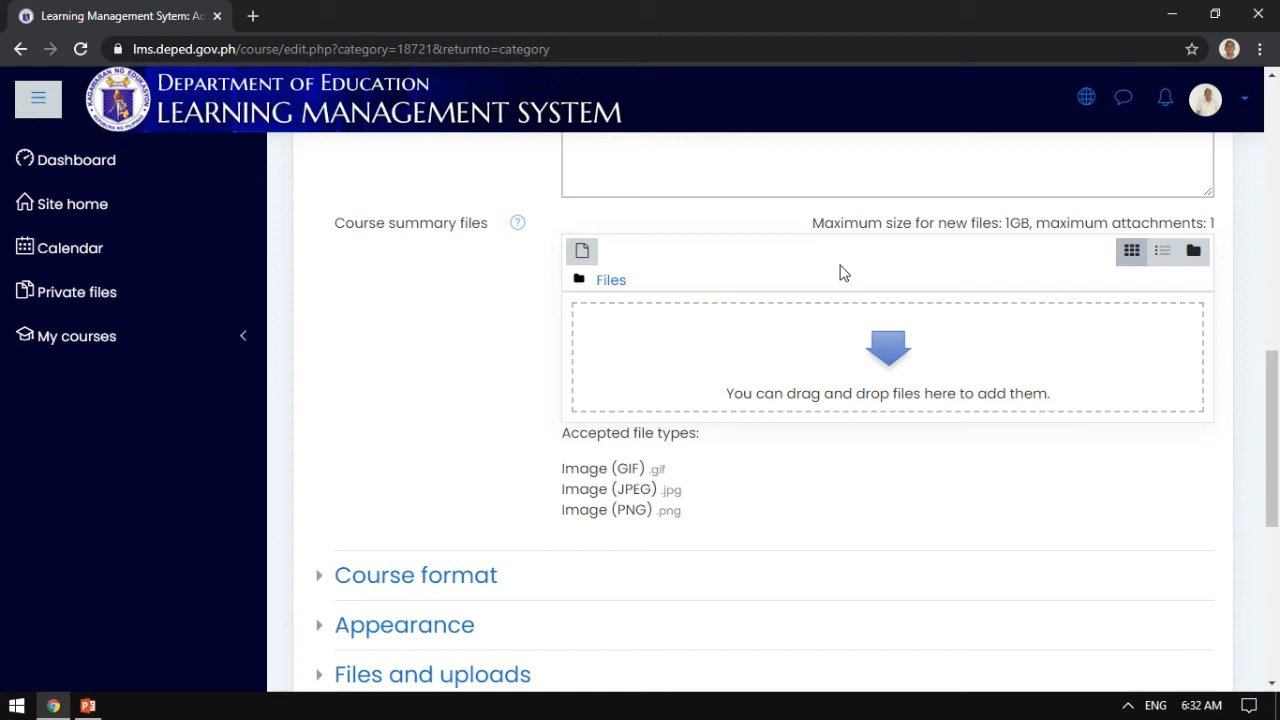 Learning Management System: Ad
lms.deped.gov.ph/course/edit.php?category=18721&returnto=category
DEPARTMENT OF EDUCATION
LEARNING MANAGEMENT SYSTEM
Dashboard
Site home
Calendar
Private files
My courses
Course summary files
Maximum size for new files: 1GB, maximum attachments: 1
Files
You can drag and drop files here to add them.
Accepted file types:
Image (GIF) .gif
Image (JPEG) .jpg
Image (PNG) .png
Course format
Appearance
Files and uploads
ENG 6:32 AM